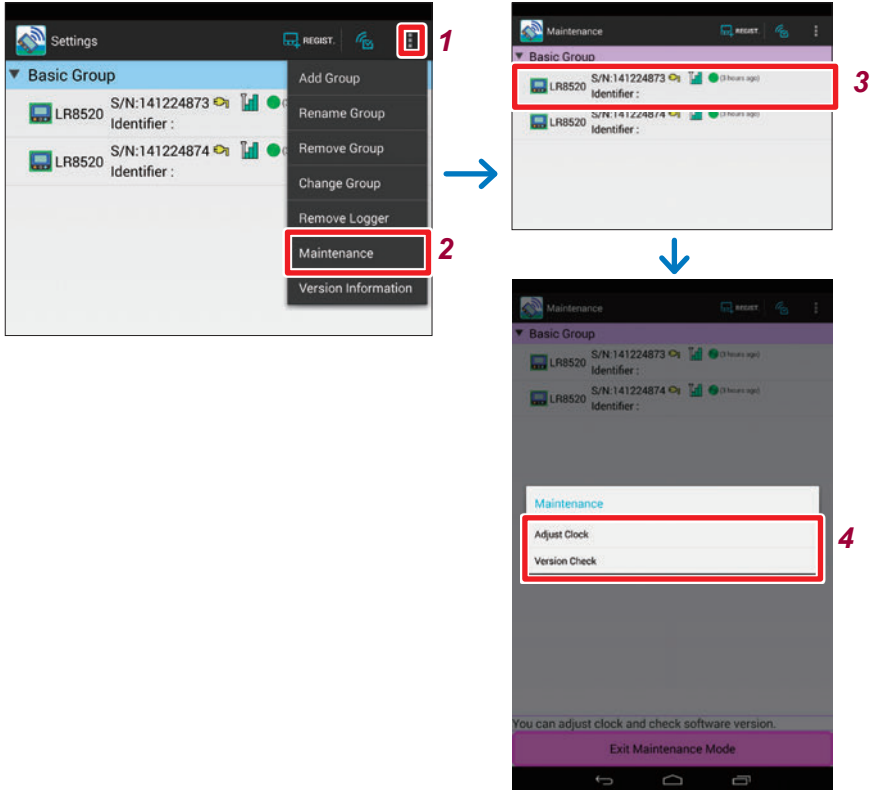 Settings
REGIST.
1
Basic Group
LR8520
S/N:141224873
Identifier :
LR8520
S/N:141224874
Identifier :
Add Group
Rename Group
Remove Group
Change Group
Remove Logger
Maintenance
2
Version Information
Maintenance
REGIST.
Basic Group
LR8520
S/N:141224873
(3 hours ago)
Identifier :
3
LR8520
S/N:141224874
(3 hours ago)
Identifier :
Maintenance
REGIST.
Basic Group
LR8520
S/N:141224873
(3 hours ago)
Identifier :
LR8520
S/N:141224874
(3 hours ago)
Identifier :
Maintenance
Adjust Clock
Version Check
4
You can adjust clock and check software version.
Exit Maintenance Mode